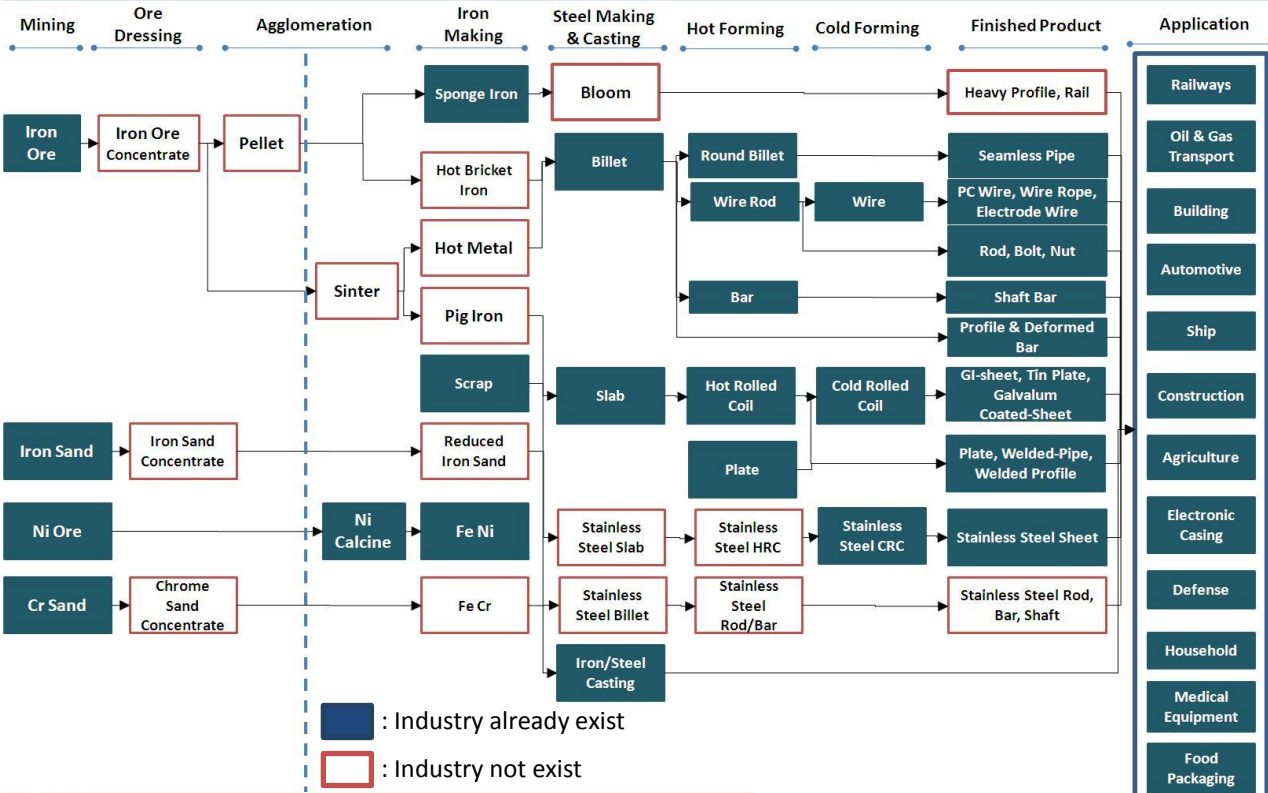 Mining
Ore
Dressing
Agglomeration
Iron
Making
Steel Making
& Casting
Hot Forming
Cold Forming
Finished Product
Application
Iron
Ore
Iron Ore
Concentrate
Pellet
Sponge Iron
Bloom
Heavy Profile, Rail
Hot Bricket
Iron
Billet
Round Billet
Seamless Pipe
Wire Rod
Wire
PC Wire, Wire Rope,
Electrode Wire
Hot Metal
Rod, Bolt, Nut
Sinter
Bar
Shaft Bar
Pig Iron
Profile & Deformed
Bar
Scrap
Slab
Hot Rolled
Coil
Cold Rolled
Coil
GI-sheet, Tin Plate,
Galvalum
Coated-Sheet
Iron Sand
Iron Sand
Concentrate
Reduced
Iron Sand
Plate
Plate, Welded-Pipe,
Welded Profile
Ni Ore
Ni
Calcine
Fe Ni
Stainless
Steel Slab
Stainless
Steel HRC
Stainless
Steel CRC
Stainless Steel Sheet
Cr Sand
Chrome
Sand
Concentrate
Fe Cr
Stainless
Steel Billet
Stainless
Steel
Rod/Bar
Stainless Steel Rod,
Bar, Shaft
Iron/Steel
Casting
Railways
Oil & Gas
Transport
Building
Automotive
Ship
Construction
Agriculture
Electronic
Casing
Defense
Household
Medical
Equipment
Food
Packaging
: Industry already exist
: Industry not exist